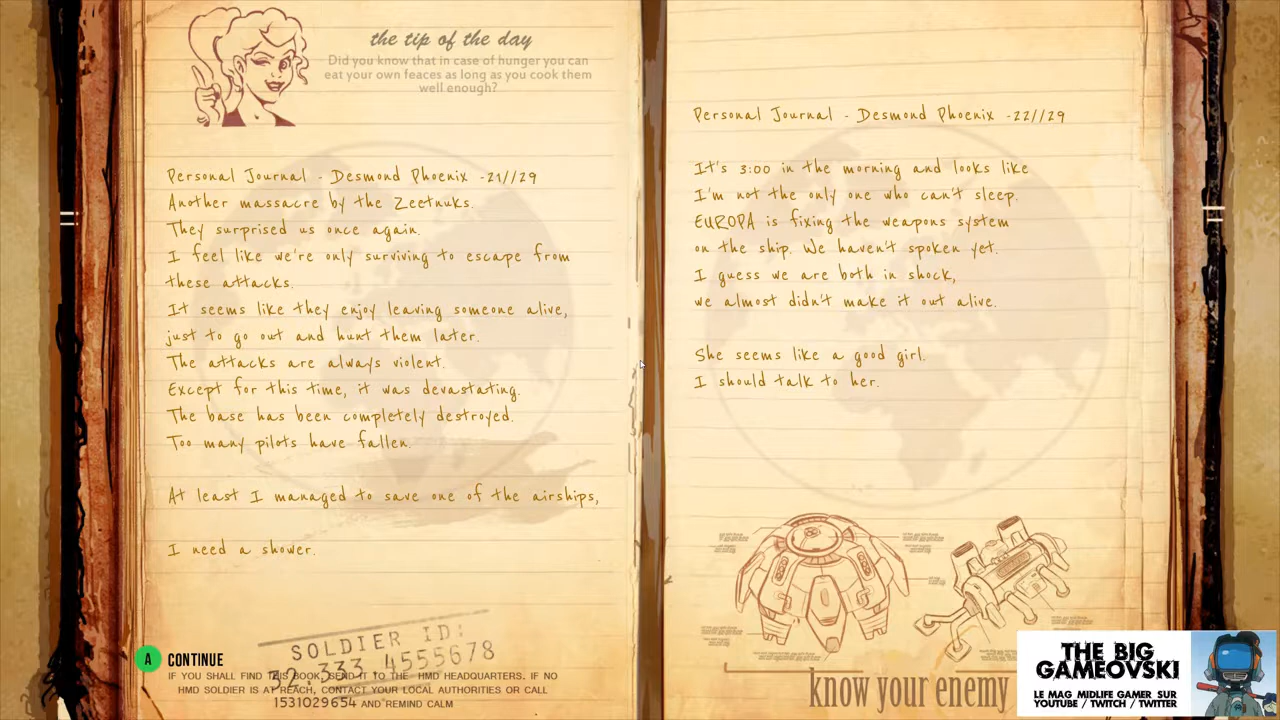 the tip of the day
Did you know that in case of hunger you can
eat your own feaces as long as you cook them
well enough?
Personal Journal - Desmond Phoenix -21//29
Another massacre by the Zeetnuks.
They surprised us once again.
I feel like we're only surviving to escape from
these attacks.
It seems like they enjoy leaving someone alive,
just to go out and hunt them later.
The attacks are always violent.
Except for this time, it was devastating.
The base has been completely destroyed.
Too many pilots have fallen.
At least I managed to save one of the airships,
I need a shower.
SOLDIER ID:
32.333 4555678
A CONTINUE
IF YOU SHALL FIND THIS BOOK, SEND IT TO THE HMD HEADQUARTERS. IF NO
HMD SOLDIER IS AT REACH, CONTACT YOUR LOCAL AUTHORITIES OR CALL
1531029654 AND REMIND CALM
Personal Journal - Desmond Phoenix -22//29
It's 3:00 in the morning and looks like
I'm not the only one who can't sleep.
EUROPA is fixing the weapons system
on the ship. We haven't spoken yet.
I guess we are both in shock,
we almost didn't make it out alive.
She seems like a good girl.
I should talk to her.
know your enemy
THE BIG
GAMEOVSKI
LE MAG MIDLIFE GAMER SUR
YOUTUBE / TWITCH / TWITTER